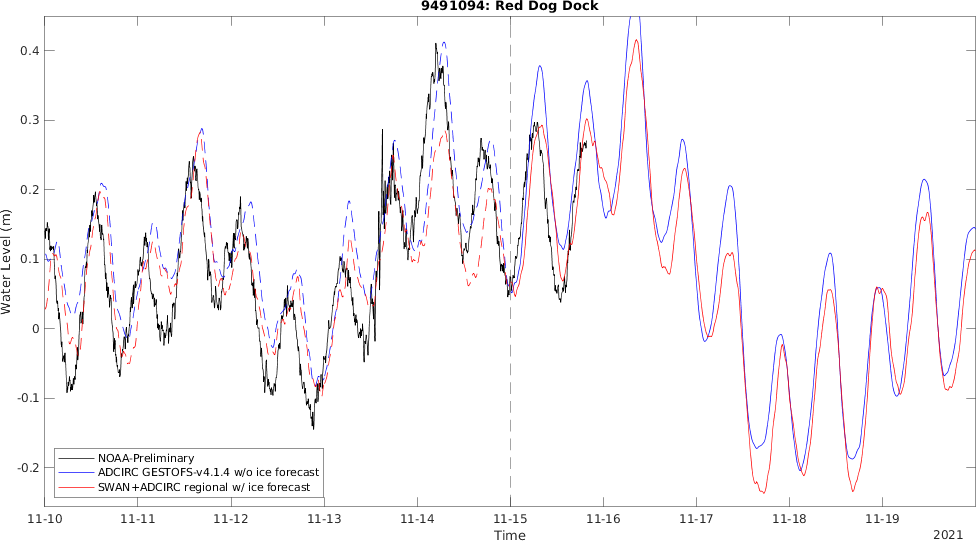 9491094: Red Dog Dock
Water Level (m)
0.4
0.3
0.2
0.1
0
-0.1
-0.2
NOAA-Preliminary
ADCIRC GESTOFS-v4.1.4 w/o ice forecast
SWAN+ADCIRC regional w/ ice forecast
11-10 11-11 11-12 11-13 11-14 11-15 11-16 11-17 11-18 11-19
Time
2021